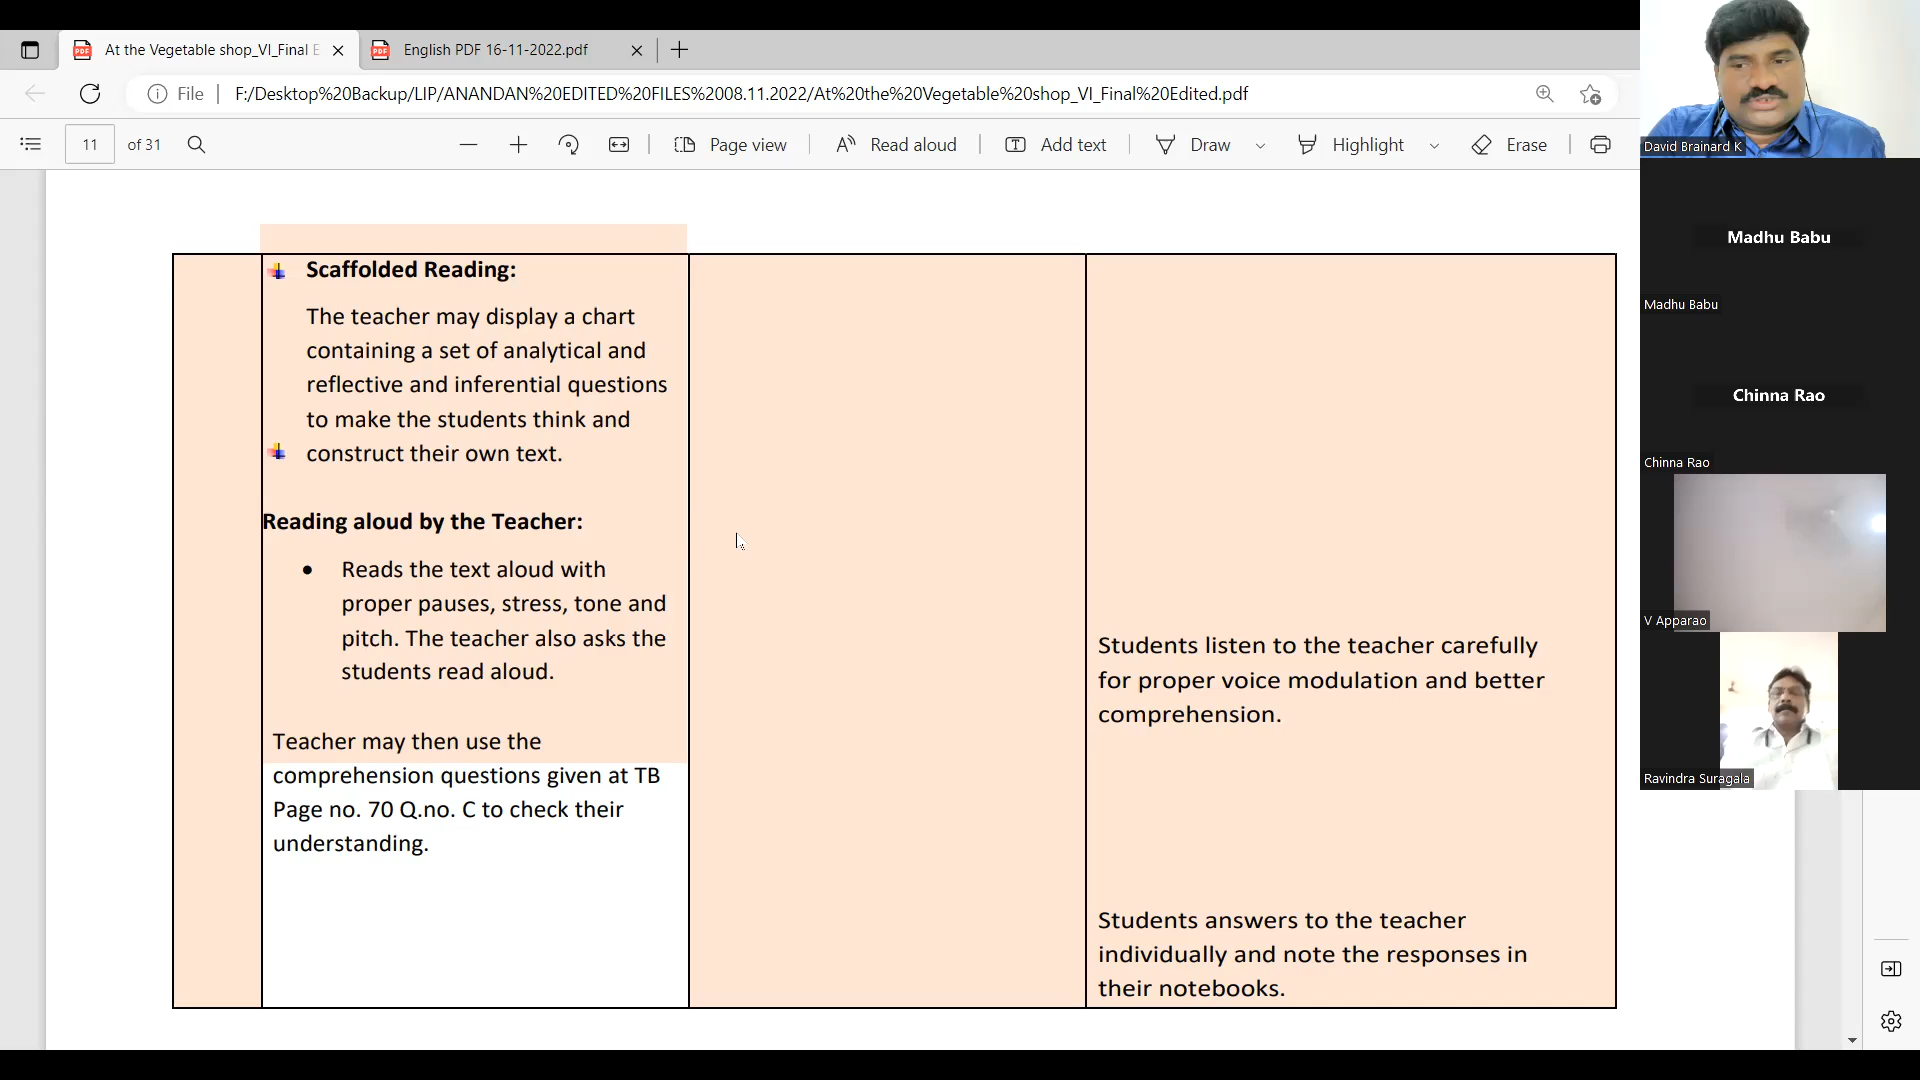 At the Vegetable shop_VI_Final E
English PDF 16-11-2022.pdf
File
F:/Desktop%20Backup/LIP/ANANDAN%20EDITED%20FILES%2008.11.2022/At%20the%20Vegetable%20shop_VI_Final%20Edited.pdf
11 of 31
Page view
Read aloud
Add text
Draw
Highlight
Erase
Scaffolded Reading:
The teacher may display a chart
containing a set of analytical and
reflective and inferential questions
to make the students think and
construct their own text.
Reading aloud by the Teacher:
Reads the text aloud with
proper pauses, stress, tone and
pitch. The teacher also asks the
students read aloud.
Teacher may then use the
comprehension questions given at TB
Page no. 70 Q.no. C to check their
understanding.
Students listen to the teacher carefully
for proper voice modulation and better
comprehension.
Students answers to the teacher
individually and note the responses in
their notebooks.
David Brainard K
Madhu Babu
Madhu Babu
Chinna Rao
Chinna Rao
V Apparao
Ravindra Suragala